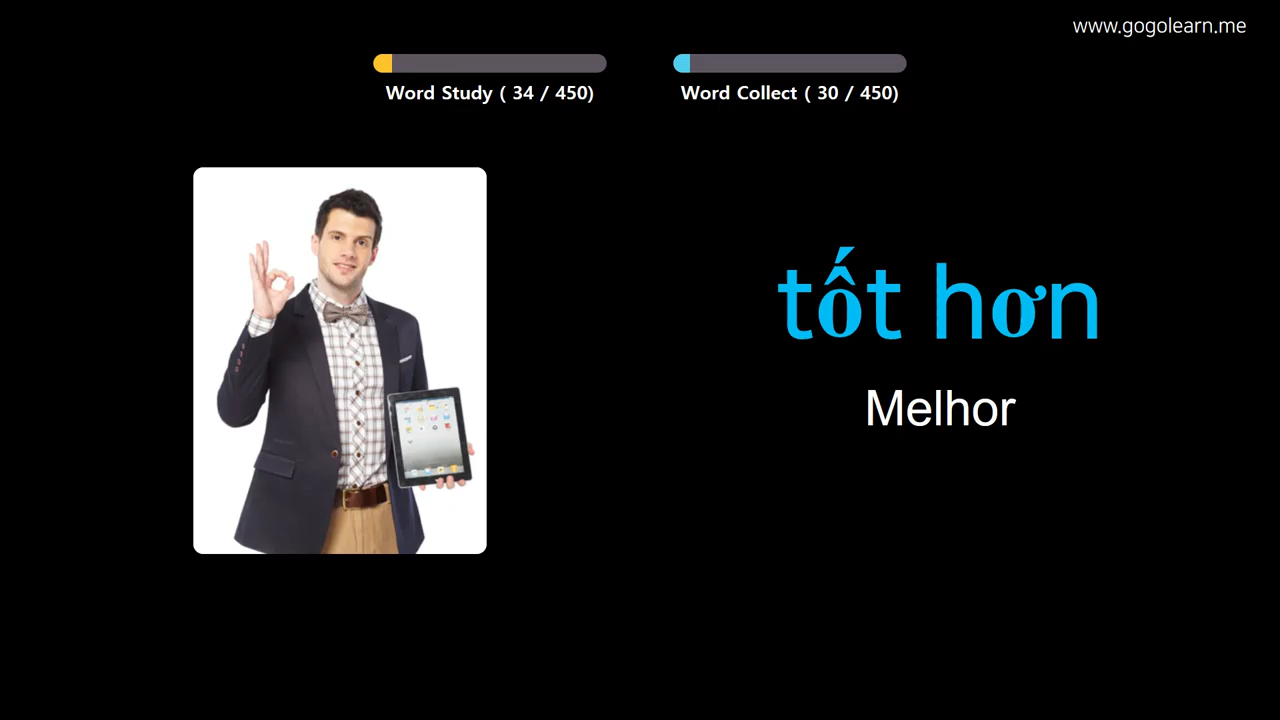 www.gogolearn.me
Word Study ( 34 / 450)
Word Collect ( 30 / 450)
tốt hơn
Melhor